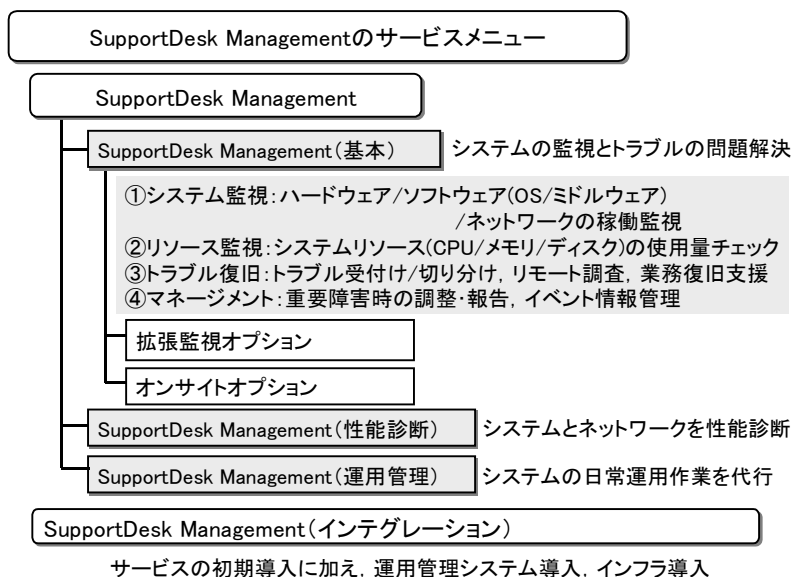 SupportDesk Managementのサービスメニュー
SupportDesk Management
SupportDesk Management(基本) システムの監視とトラブルの問題解決
①システム監視:ハードウェア/ソフトウェア(OS/ミドルウェア)
/ネットワークの稼働監視
②リソース監視:システムリソース(CPU/メモリ/ディスク)の使用量チェック
③トラブル復旧:トラブル受付け/切り分け,リモート調査,業務復旧支援
④マネージメント:重要障害時の調整・報告,イベント情報管理
拡張監視オプション
オンサイトオプション
SupportDesk Management(性能診断) システムとネットワークを性能診断
SupportDesk Management(運用管理) システムの日常運用作業を代行
SupportDesk Management(インテグレーション)
サービスの初期導入に加え,運用管理システム導入,インフラ導入